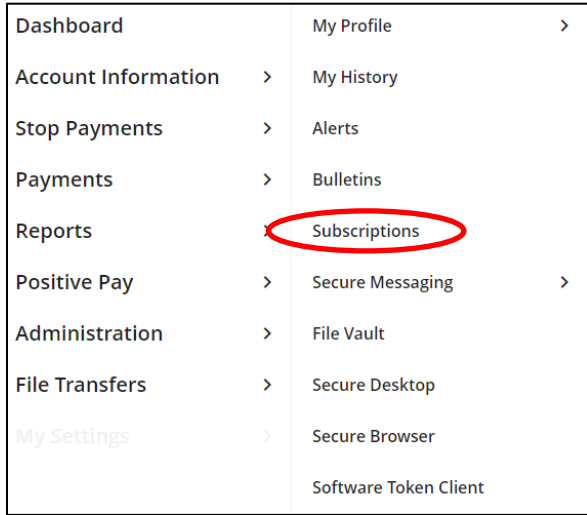 Dashboard
Account Information >
Stop Payments >
Payments >
Reports >
Positive Pay >
Administration >
File Transfers >
My Settings >
My Profile >
My History
Alerts
Bulletins
Subscriptions
Secure Messaging >
File Vault
Secure Desktop
Secure Browser
Software Token Client